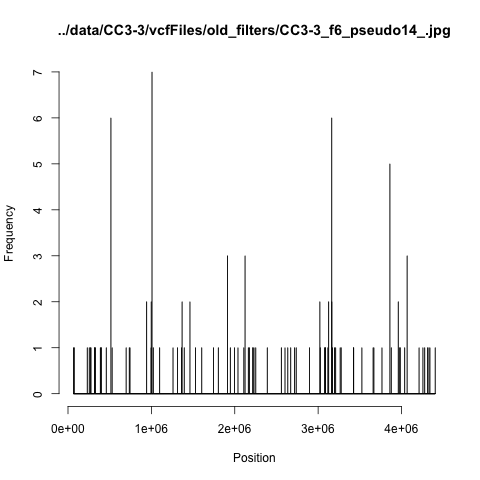 ../data/CC3-3/vcfFiles/old_filters/CC3-3_f6_pseudo14_.jpg
Frequency
7
6
5
4
3
2
1
0
0e+00 1e+06 2e+06 3e+06 4e+06
Position